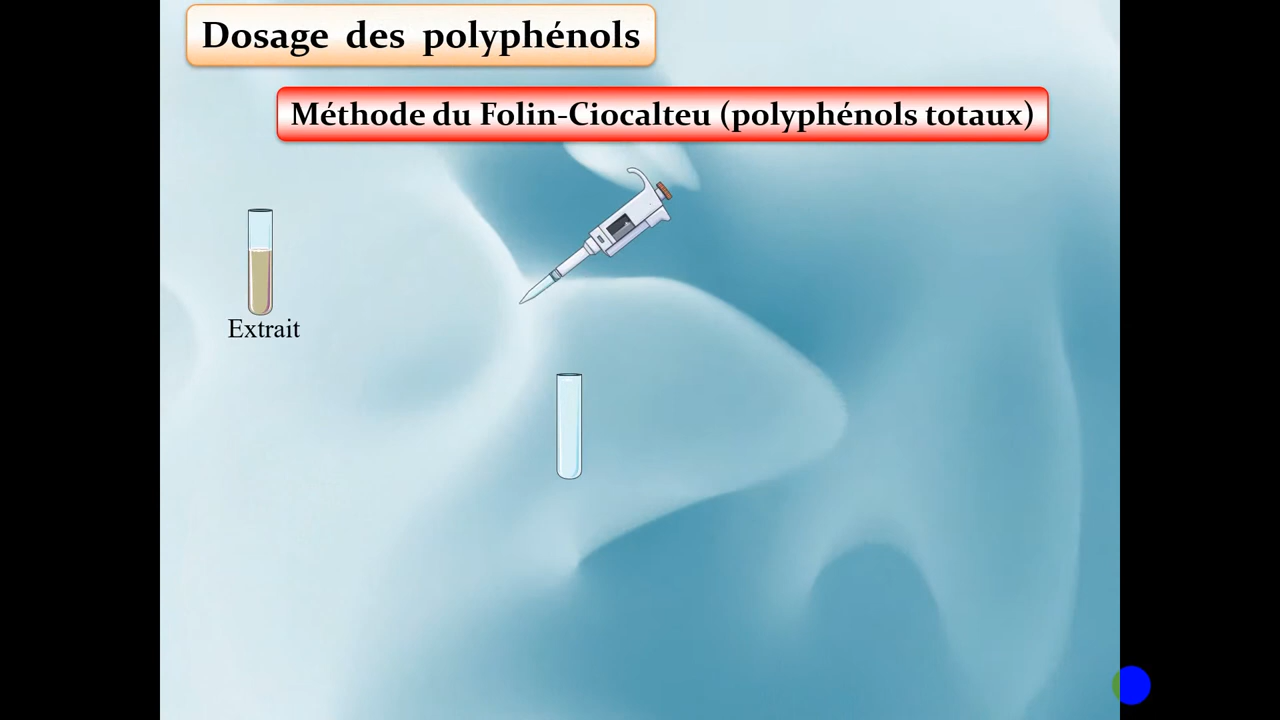 Dosage des polyphénols
Méthode du Folin-Ciocalteu (polyphénols totaux)
Extrait